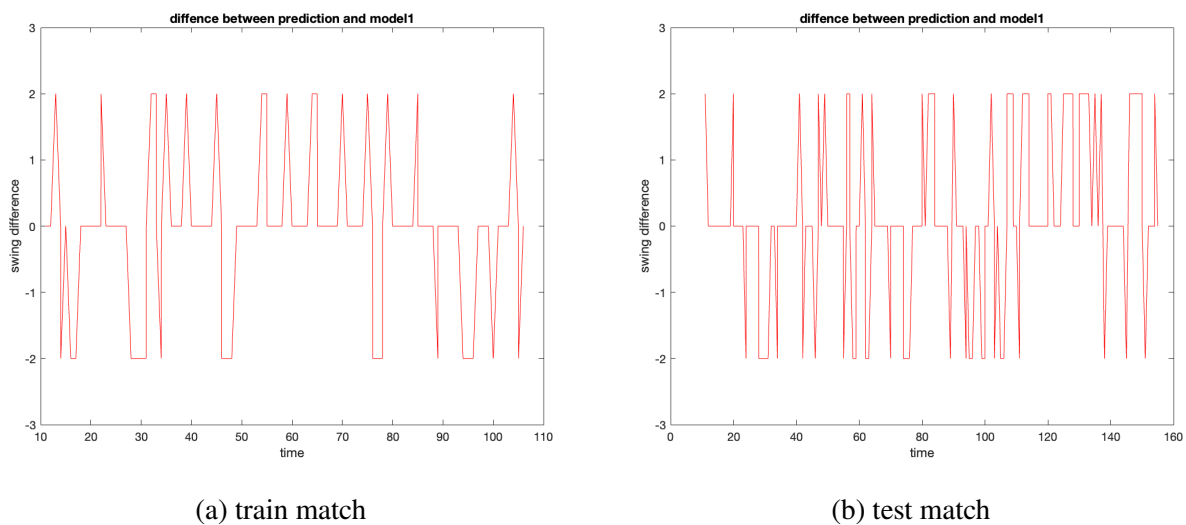 diffence between prediction and model1
3
2
1
0
-1
-2
-3
swing difference
10 20 30 40 50 60 70 80 90 100 110
time
(a) train match
diffence between prediction and model1
3
2
1
0
-1
-2
-3
swing difference
0 20 40 60 80 100 120 140 160
time
(b) test match